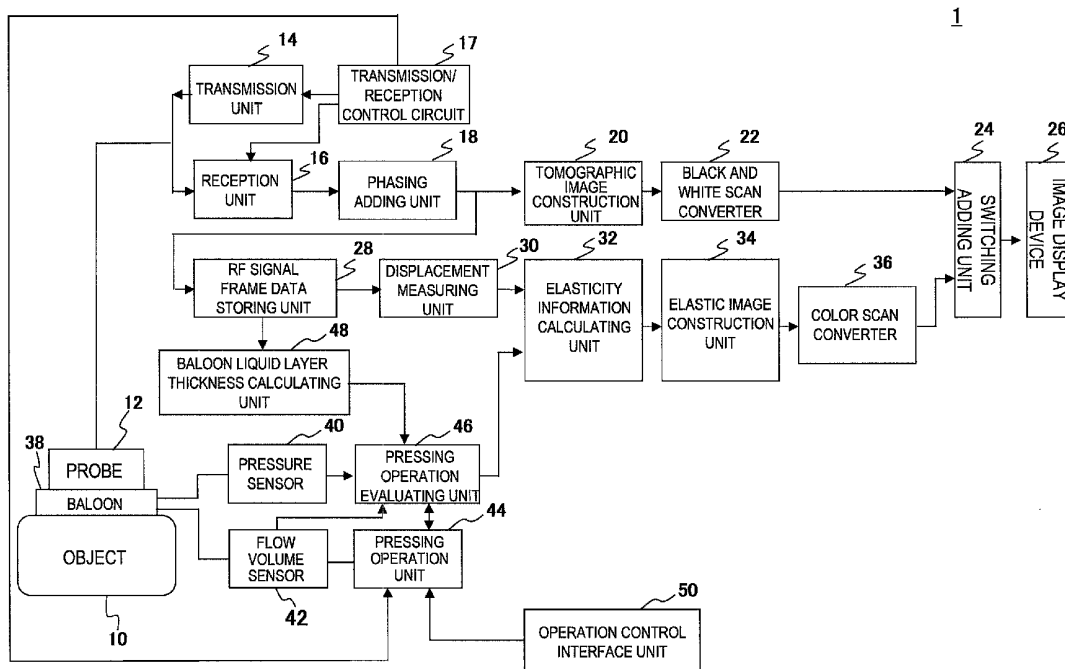 1
14
TRANSMISSION
UNIT
17
TRANSMISSION/
RECEPTION
CONTROL CIRCUIT
16
RECEPTION
UNIT
18
PHASING
ADDING UNIT
20
TOMOGRAPHIC
IMAGE
CONSTRUCTION
UNIT
22
BLACK AND
WHITE SCAN
CONVERTER
24
SWITCHING
ADDING UNIT
26
IMAGE DISPLAY
DEVICE
28
RF SIGNAL
FRAME DATA
STORING UNIT
30
DISPLACEMENT
MEASURING
UNIT
32
ELASTICITY
INFORMATION
CALCULATING
UNIT
34
ELASTIC IMAGE
CONSTRUCTION
UNIT
36
COLOR SCAN
CONVERTER
48
BALOON LIQUID LAYER
THICKNESS CALCULATING
UNIT
12
PROBE
38
BALOON
OBJECT
10
40
PRESSURE
SENSOR
46
PRESSING
OPERATION
EVALUATING UNIT
FLOW
VOLUME
SENSOR
42
44
PRESSING
OPERATION
UNIT
50
OPERATION CONTROL
INTERFACE UNIT